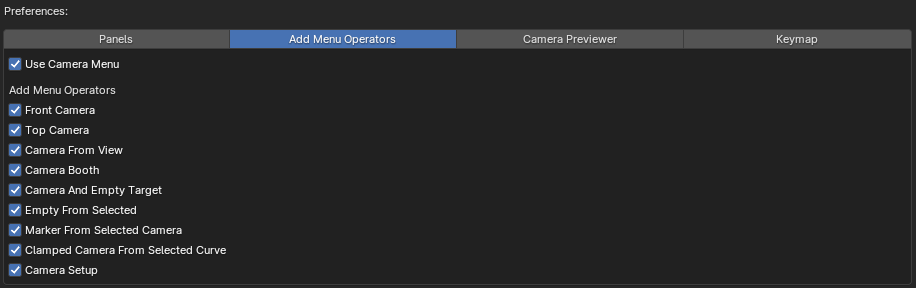 Preferences:
Panels
Add Menu Operators
Camera Previewer
Keymap
Use Camera Menu
Add Menu Operators
Front Camera
Top Camera
Camera From View
Camera Booth
Camera And Empty Target
Empty From Selected
Marker From Selected Camera
Clamped Camera From Selected Curve
Camera Setup